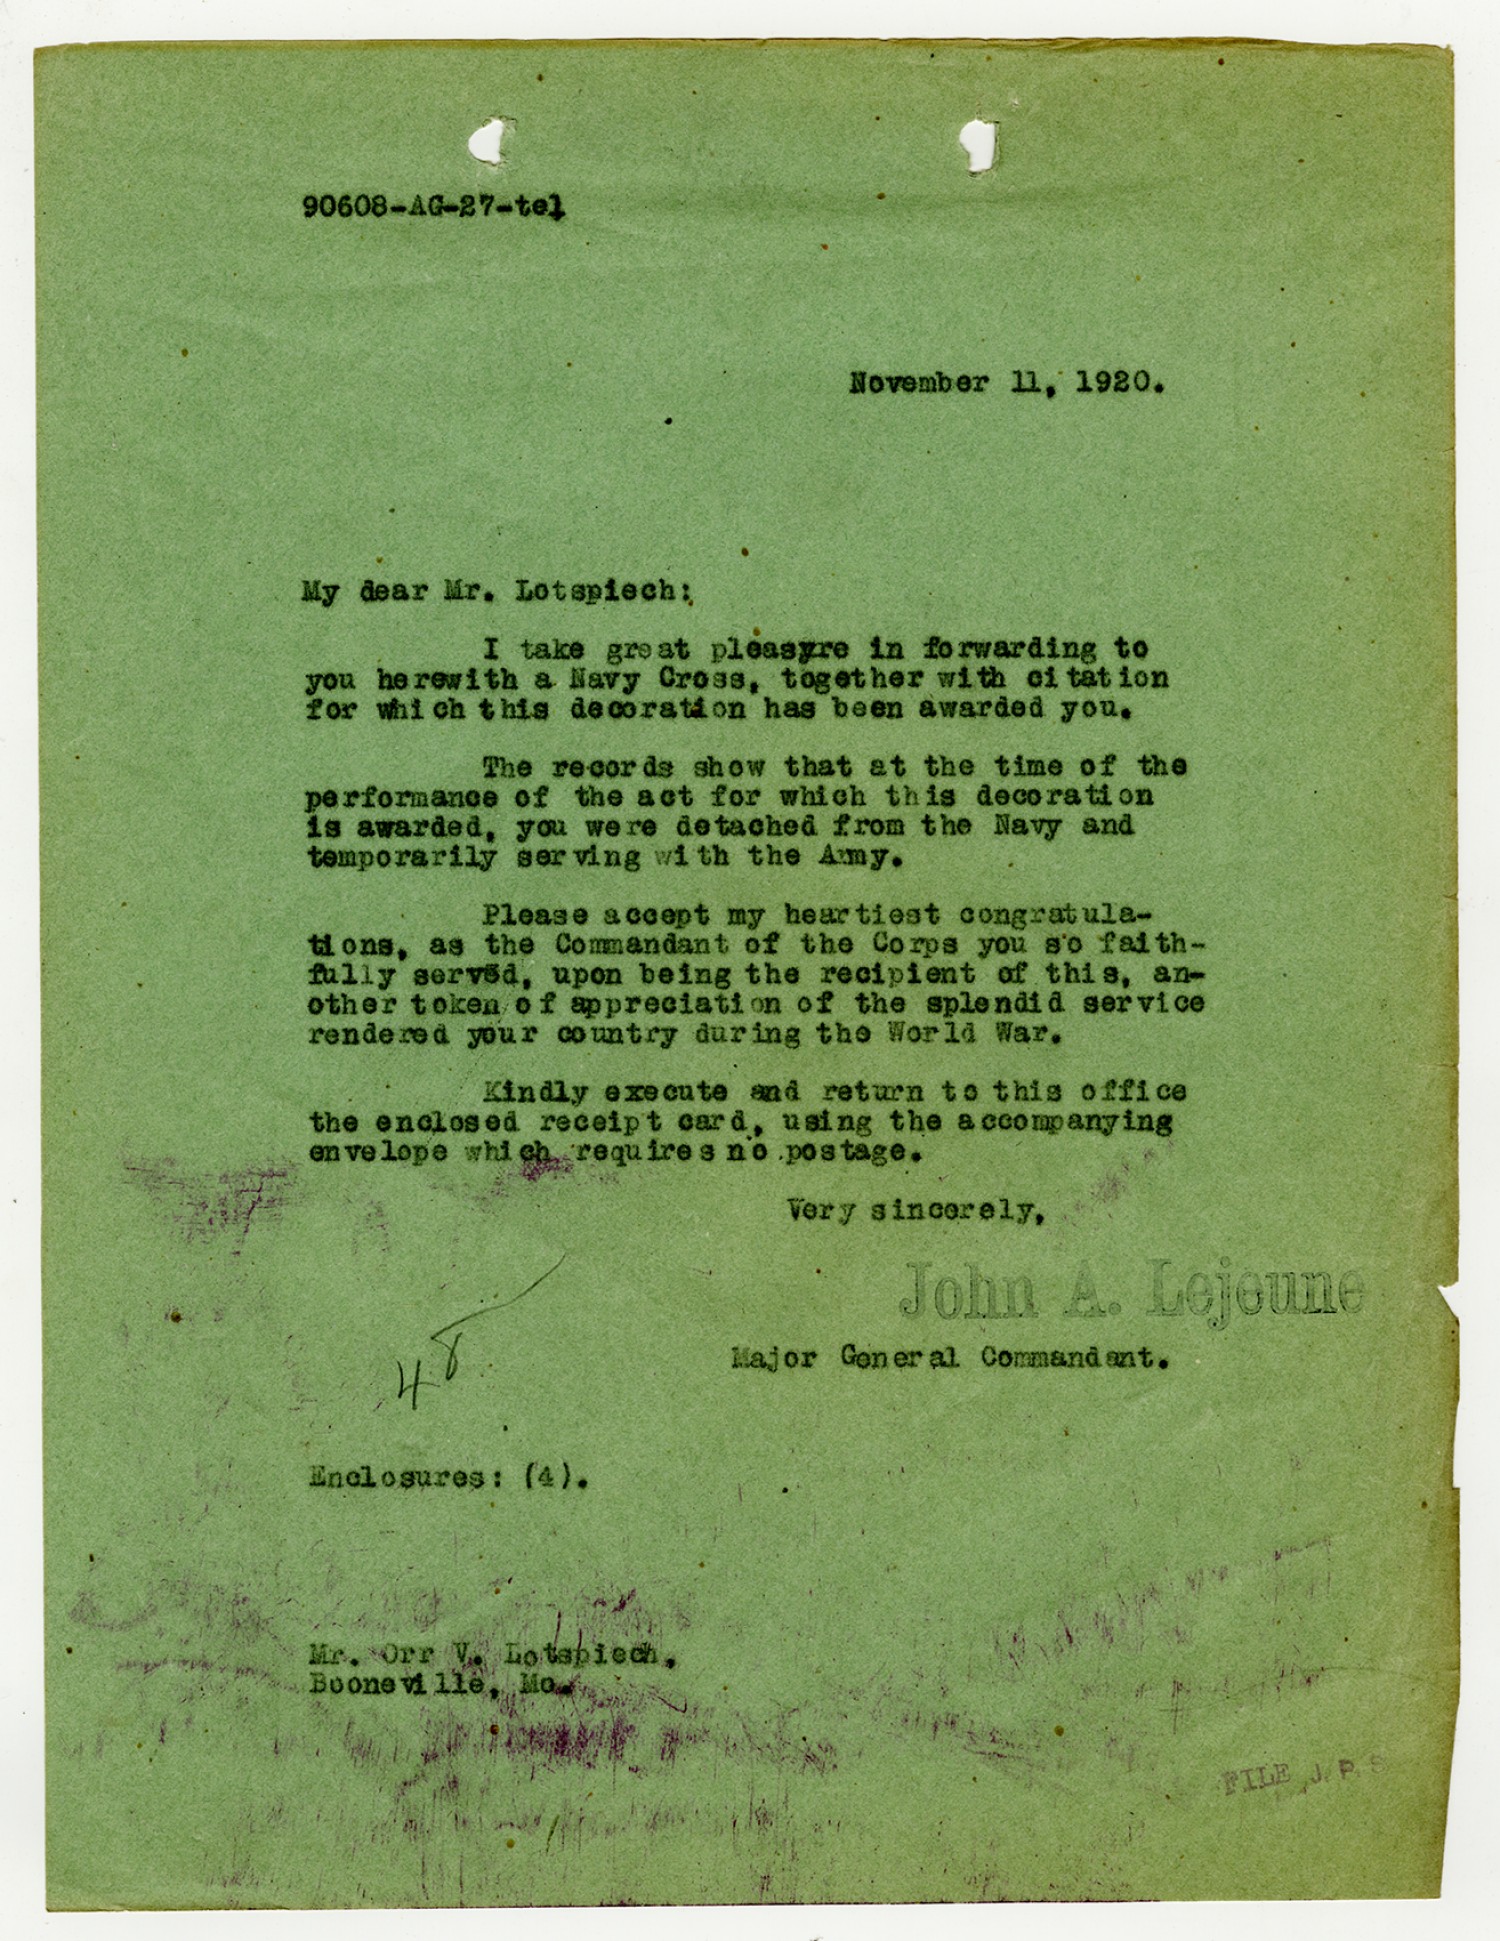 90608-AG-27-tel
November 11, 1920.
My dear Mr. Lotspiech:
I take great pleasure in forwarding to
you herewith a Navy Cross, together with citation
for which this decoration has been awarded you.
The records show that at the time of the
performance of the act for which this decoration
is awarded, you were detached from the Navy and
temporarily serving with the Army.
Please accept my heartiest congratula-
tions, as the Commandant of the Corps you so faith-
fully served, upon being the recipient of this, an-
other token of appreciation of the splendid service
rendered your country during the World War.
Kindly execute and return to this office
the enclosed receipt card, using the accompanying
envelope which requires no postage.
Very sincerely,
John A. Lejeune
Major General Commandant.
48
Enclosures: (4).
Mr. Orr V. Lotspiech,
Booneville, Mo.
FILE J. P. S